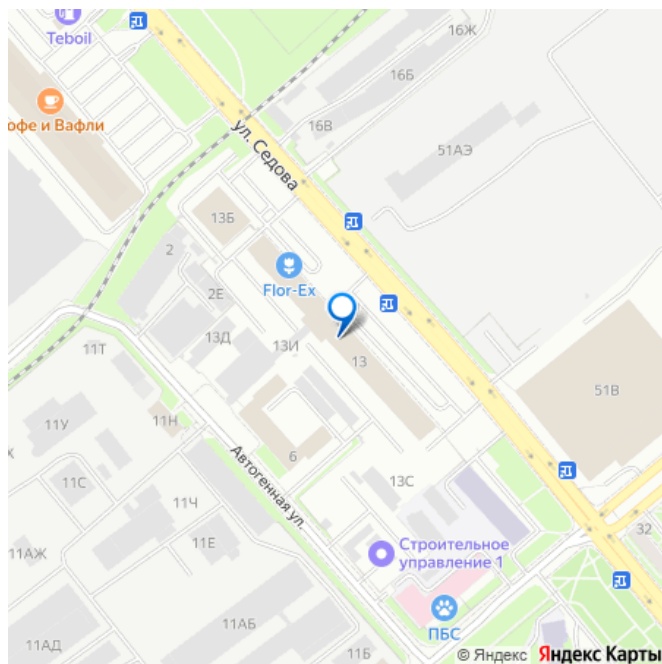 Teboil
16Ж
16Б
офе и Вафли
16В
51АЭ
ул. Седова
13Б
2
Flor-Ex
2Е
13Д
13И
13
11Т
51В
11Н
11У
6
Автогенная ул.
13С
11С
11Ч
11Е
Строительное
управление 1
32
11АЖ
ПБС
11АБ
11АД
11Б
© Яндекс Яндекс Карты